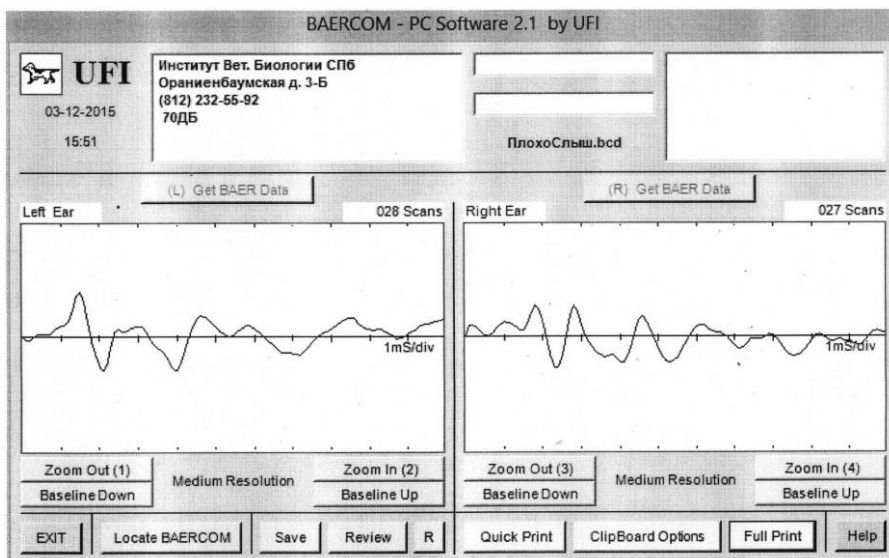 BAERCOM - PC Software 2.1 by UFI
UFI
03-12-2015
15:51
Институт Вет. Биологии СПб
Ораниенбаумская д. 3-Б
(812) 232-55-92
70ДБ
ПлохоСлыш.bcd
(L) Get BAER Data
(R) Get BAER Data
Left Ear
028 Scans
1mS/div
Right Ear
027 Scans
1mS/div
Zoom Out (1)
Baseline Down
Medium Resolution
Zoom In (2)
Baseline Up
Zoom Out (3)
Baseline Down
Medium Resolution
Zoom In (4)
Baseline Up
EXIT
Locate BAERCOM
Save
Review
R
Quick Print
ClipBoard Options
Full Print
Help